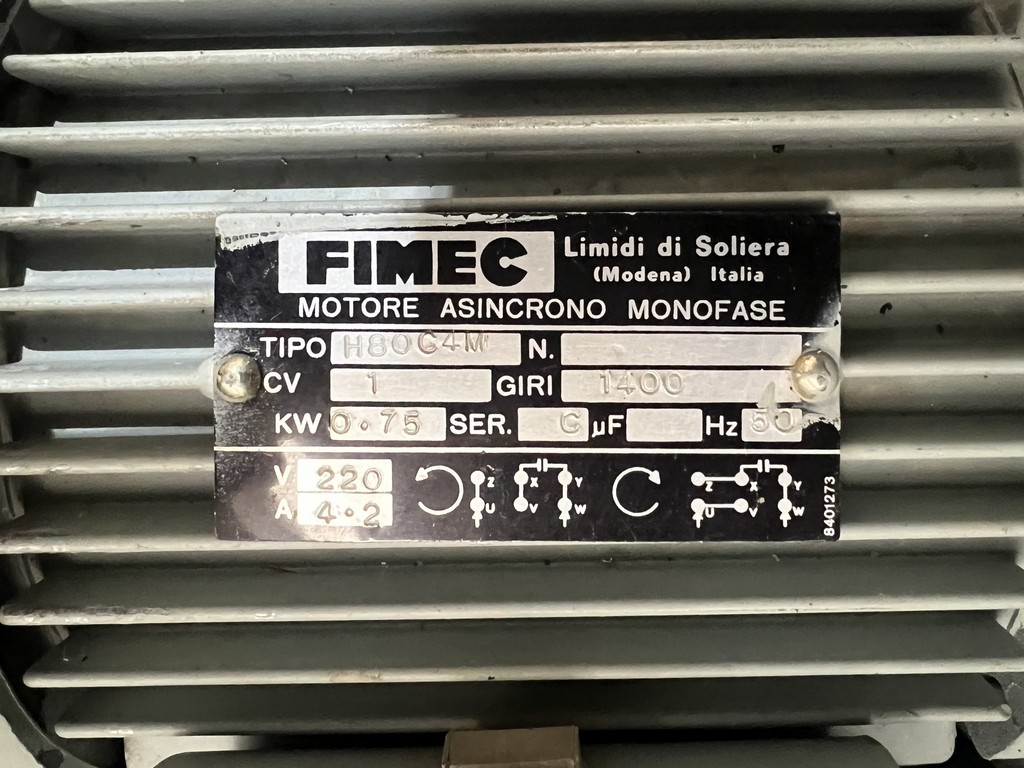 FIMEC Limidi di Soliera
(Modena) Italia
MOTORE ASINCRONO MONOFASE
TIPO H80C4M N.
CV 1 GIRI 1400
KW 0.75 SER. C µF Hz 50
V 220
A 4.2
Z X Y
U V W
Z X Y
U V W
8401273